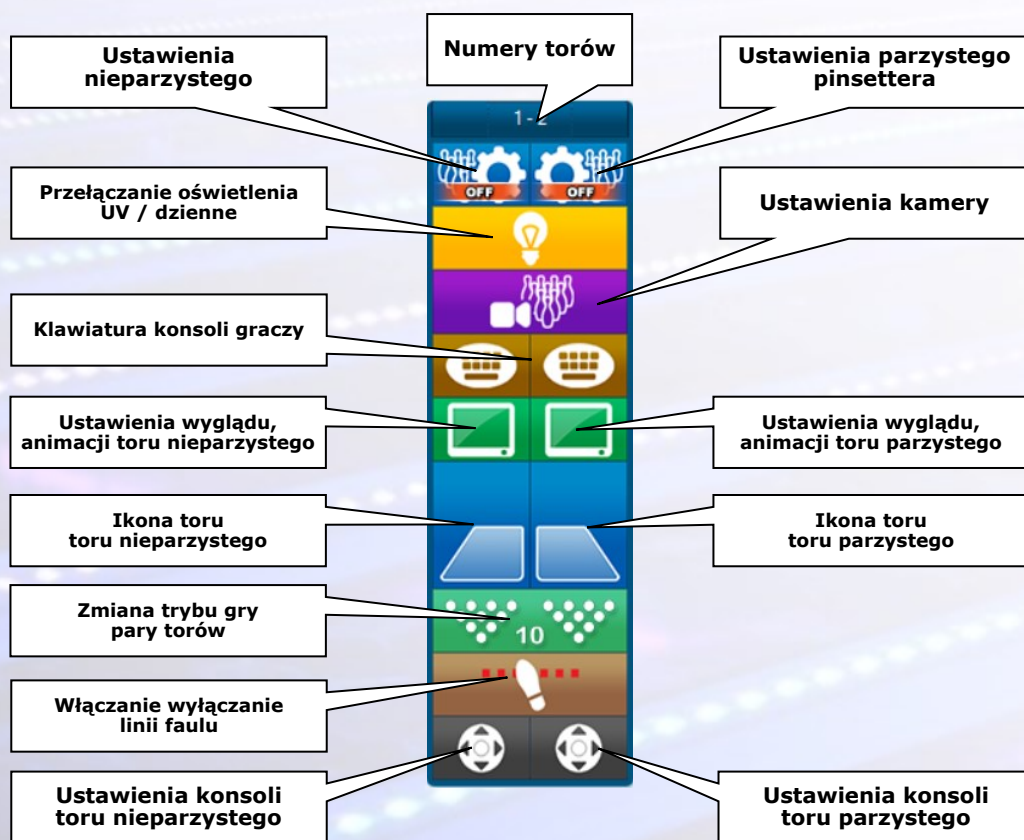 Ustawienia
nieparzystego
Numery torów
Ustawienia parzystego
pinsettera
1-2
OFF
OFF
Przełączanie oświetlenia
UV / dzienne
Ustawienia kamery
Klawiatura konsoli graczy
Ustawienia wyglądu,
animacji toru nieparzystego
Ustawienia wyglądu,
animacji toru parzystego
Ikona toru
toru nieparzystego
Ikona toru
toru parzystego
Zmiana trybu gry
pary torów
10
Włączanie wyłączanie
linii faulu
Ustawienia konsoli
toru nieparzystego
Ustawienia konsoli
toru parzystego